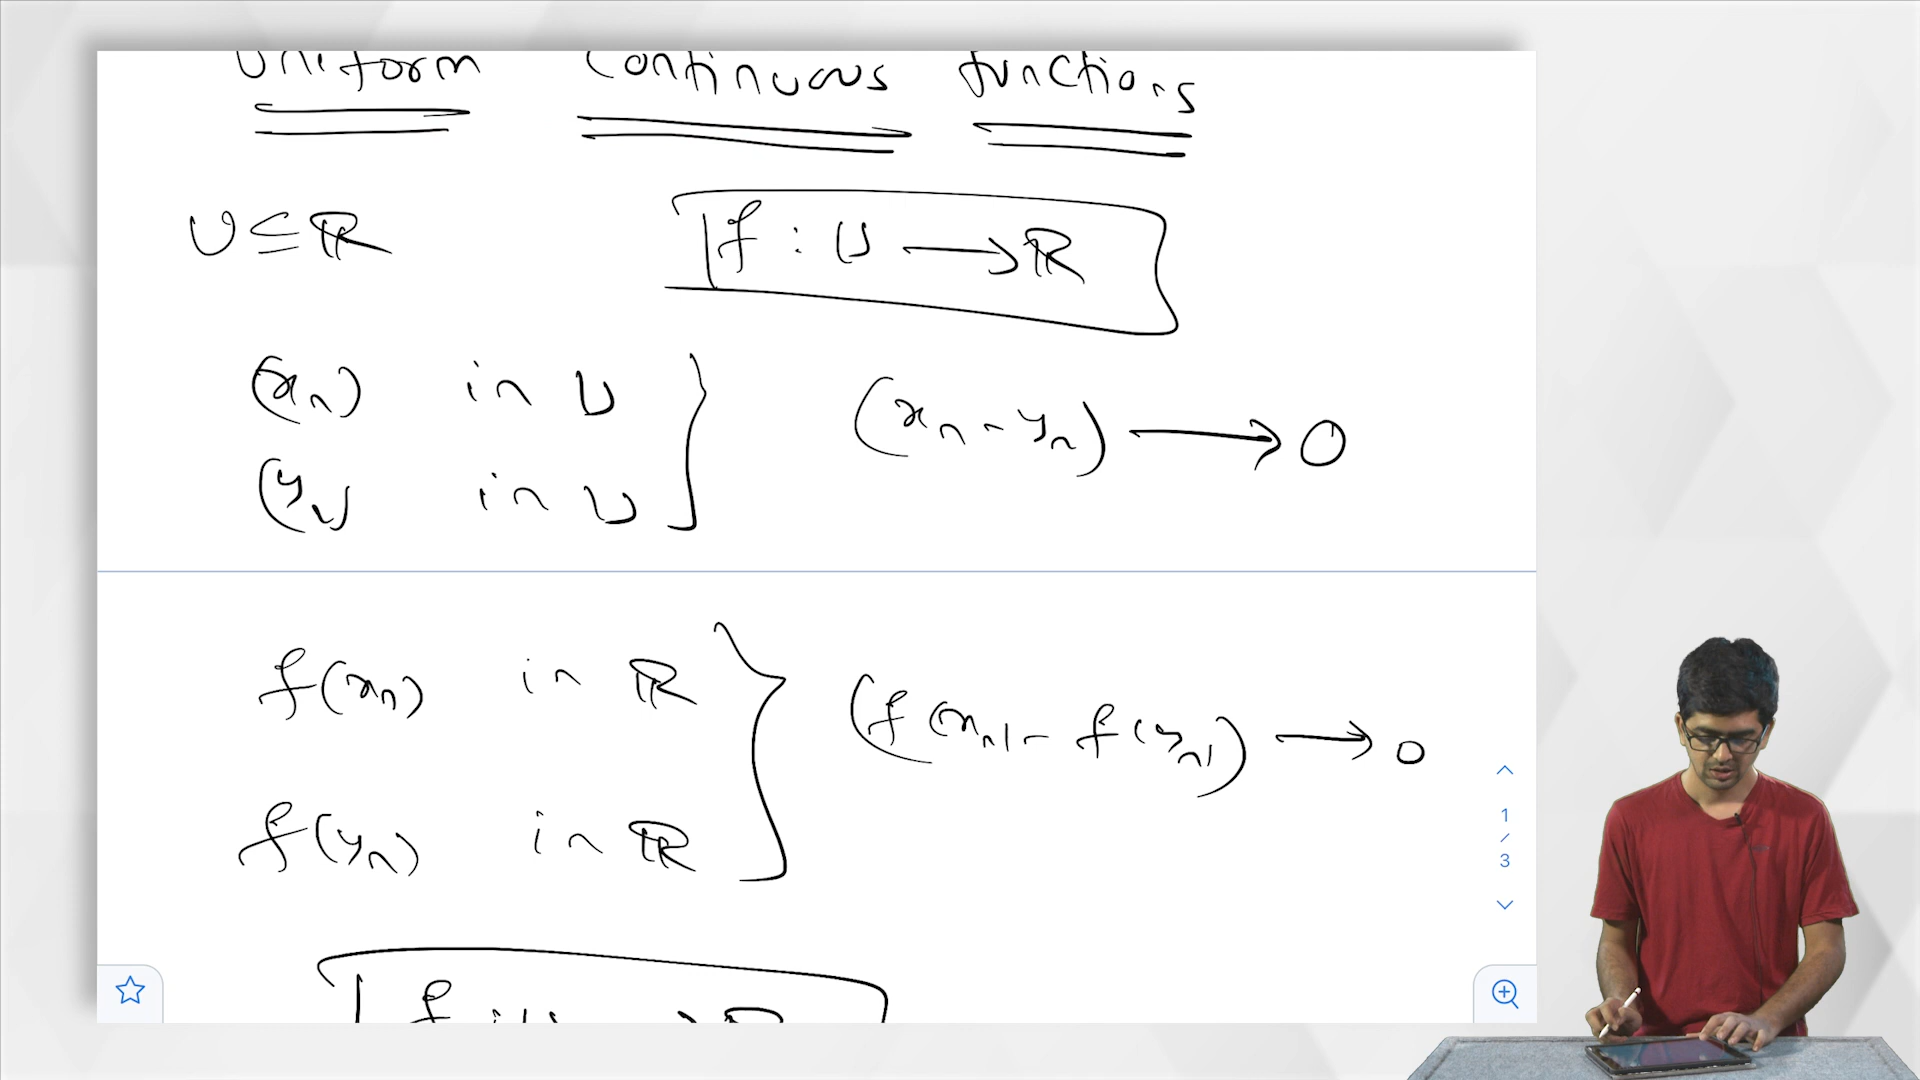 Uniform Continuous functions
U ⊆ ℝ f : U ⟶ ℝ
(xₙ) in U
(xₙ - yₙ) ⟶ 0
(yₙ) in U
f(xₙ) in ℝ
(f(xₙ) - f(yₙ)) ⟶ 0
f(yₙ) in ℝ
1
/
3